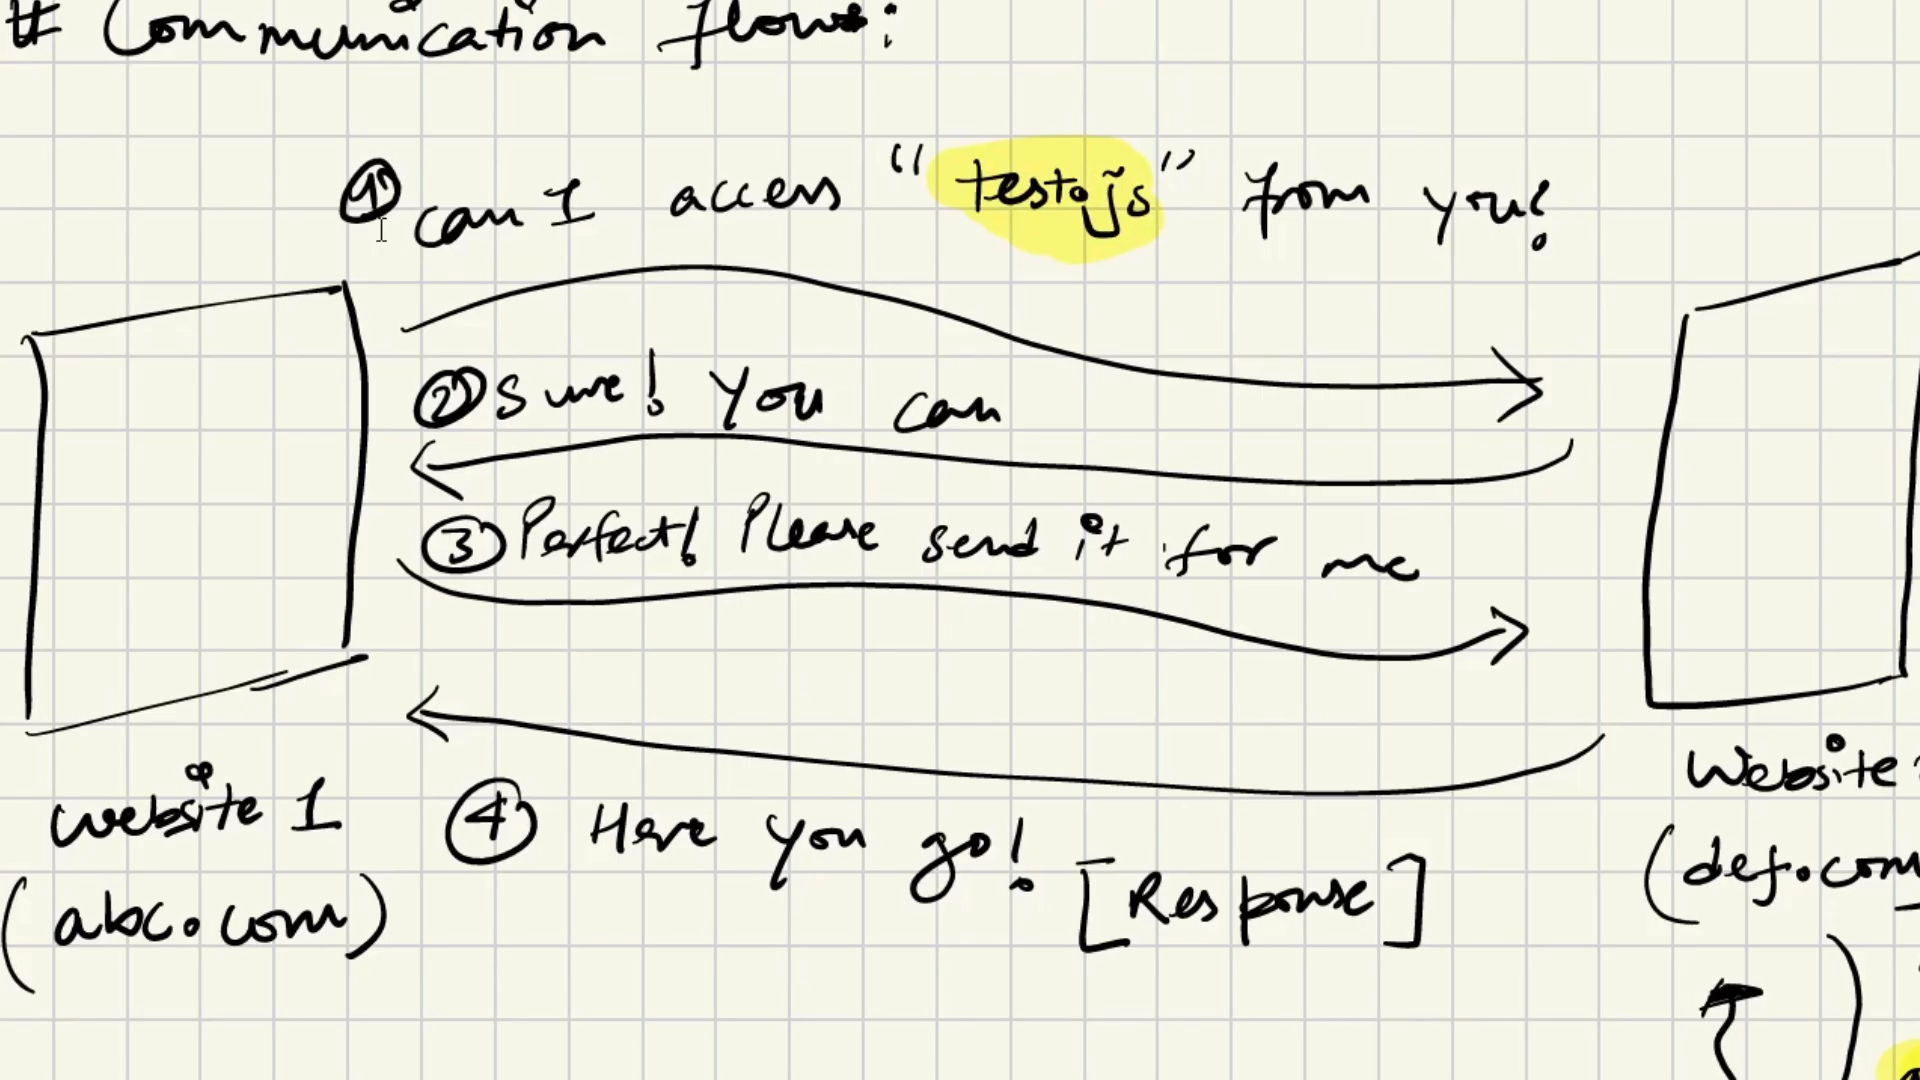 # Communication flow:
① can I access "test.js" from you?
② Sure! You can
③ Perfect! Please send it for me
④ Here you go!
[Response]
website 1
(abc.com)
Website
(def.com